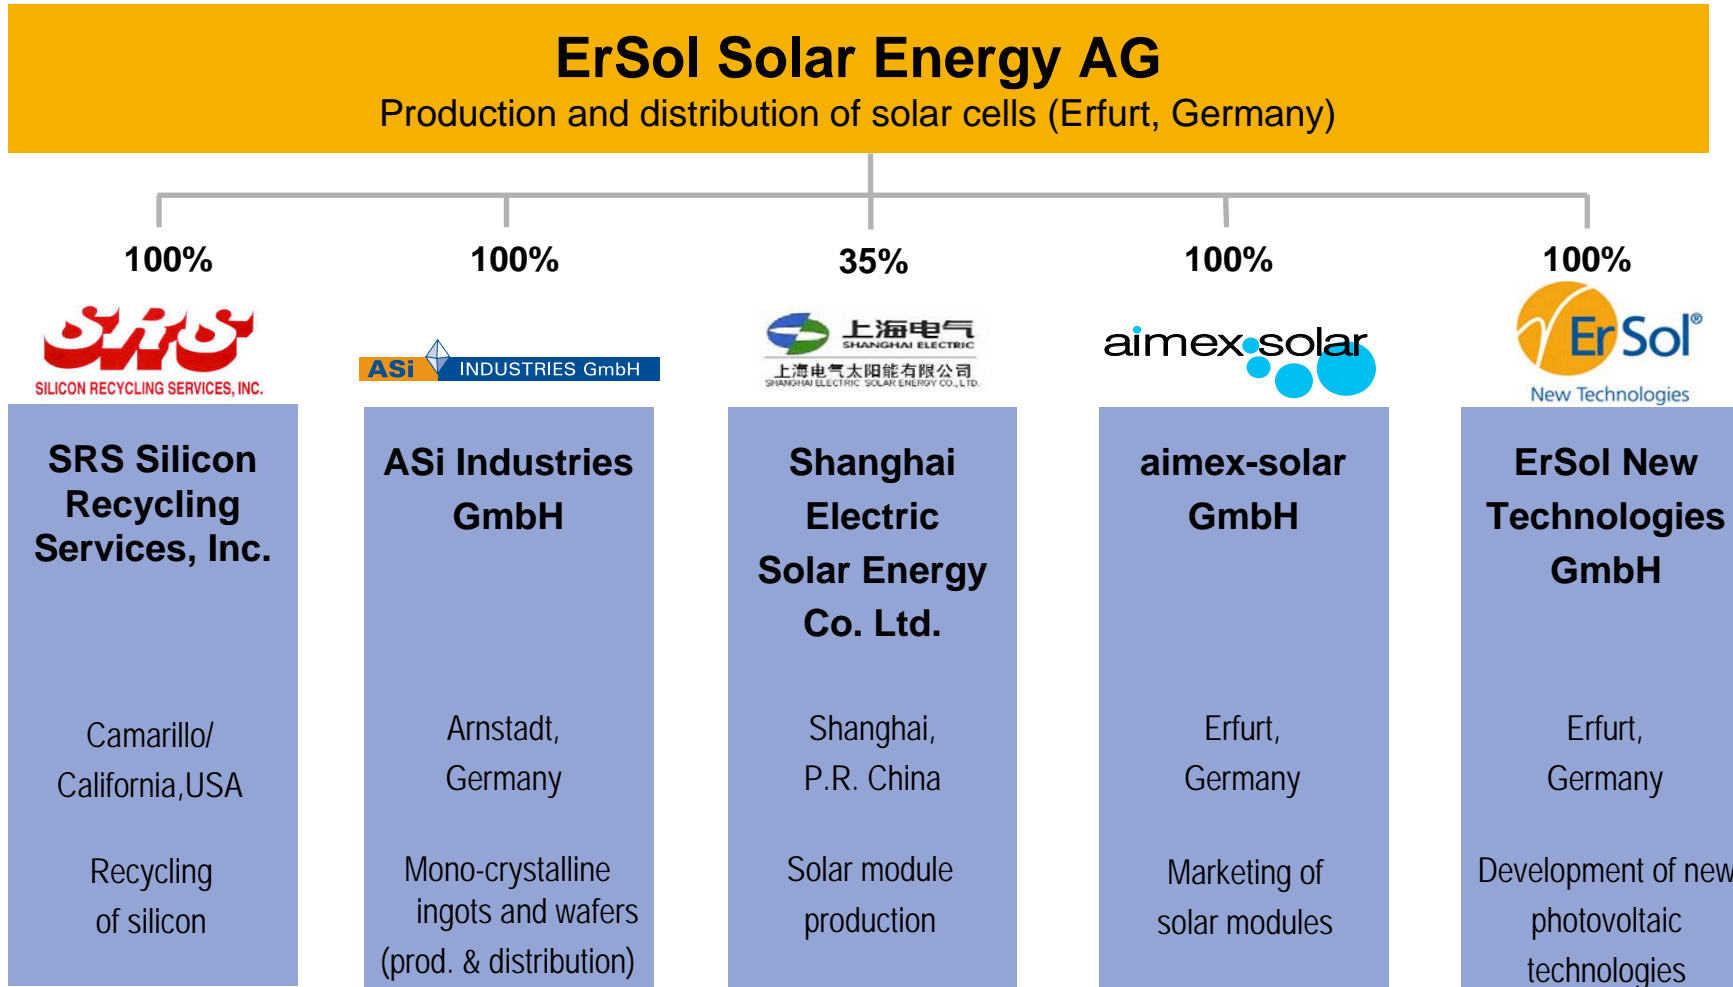 ErSol Solar Energy AG
Production and distribution of solar cells (Erfurt, Germany)
100%
100%
35%
100%
100%
SRS
SILICON RECYCLING SERVICES, INC.
ASi INDUSTRIES GmbH
上海电气
SHANGHAI ELECTRIC
上海电气太阳能有限公司
SHANGHAI ELECTRIC SOLAR ENERGY CO., LTD.
aimex-solar
ErSol®
New Technologies
SRS Silicon
Recycling
Services, Inc.
Camarillo/
California,USA
Recycling
of silicon
ASi Industries
GmbH
Arnstadt,
Germany
Mono-crystalline
ingots and wafers
(prod. & distribution)
Shanghai
Electric
Solar Energy
Co. Ltd.
Shanghai,
P.R. China
Solar module
production
aimex-solar
GmbH
Erfurt,
Germany
Marketing of
solar modules
ErSol New
Technologies
GmbH
Erfurt,
Germany
Development of new
photovoltaic
technologies